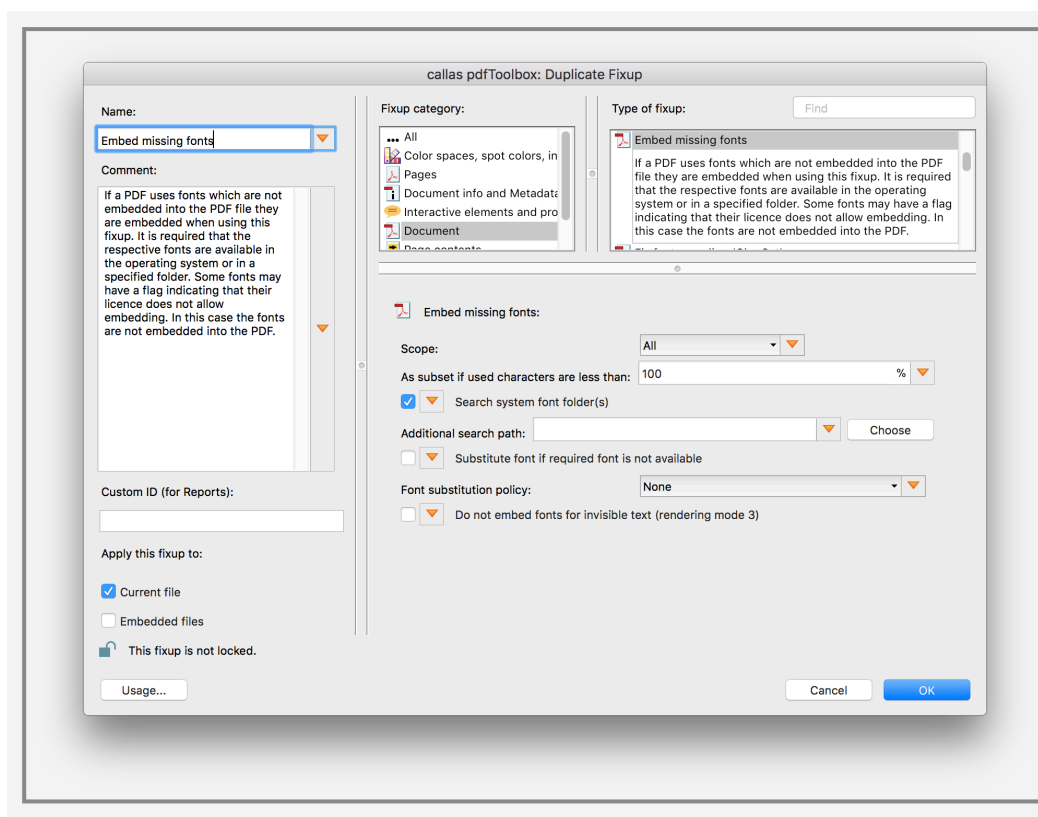 callas pdfToolbox: Duplicate Fixup
Name:
Embed missing fonts
Comment:
If a PDF uses fonts which are not
embedded into the PDF file they
are embedded when using this
fixup. It is required that the
respective fonts are available in
the operating system or in a
specified folder. Some fonts may
have a flag indicating that their
licence does not allow
embedding. In this case the fonts
are not embedded into the PDF.
Custom ID (for Reports):
Apply this fixup to:
Current file
Embedded files
This fixup is not locked.
Usage...
Fixup category:
All
Color spaces, spot colors, in
Pages
Document info and Metadata
Interactive elements and pro
Document
Page contents
Type of fixup:
Find
Embed missing fonts
If a PDF uses fonts which are not embedded into the PDF
file they are embedded when using this fixup. It is required
that the respective fonts are available in the operating
system or in a specified folder. Some fonts may have a flag
indicating that their licence does not allow embedding. In
this case the fonts are not embedded into the PDF.
Embed missing fonts:
Scope:
All
As subset if used characters are less than:
100
%
Search system font folder(s)
Additional search path:
Choose
Substitute font if required font is not available
Font substitution policy:
None
Do not embed fonts for invisible text (rendering mode 3)
Cancel
OK